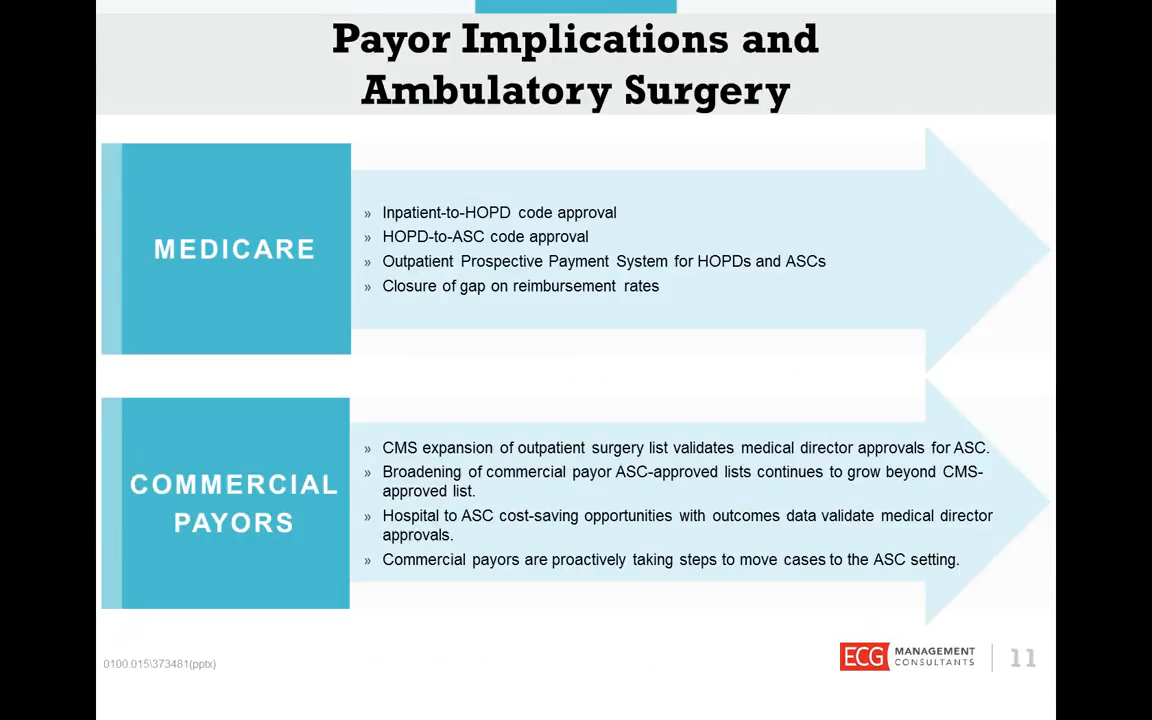 Payor Implications and
Ambulatory Surgery
MEDICARE
» Inpatient-to-HOPD code approval
» HOPD-to-ASC code approval
» Outpatient Prospective Payment System for HOPDs and ASCs
» Closure of gap on reimbursement rates
COMMERCIAL
PAYORS
» CMS expansion of outpatient surgery list validates medical director approvals for ASC.
» Broadening of commercial payor ASC-approved lists continues to grow beyond CMS-
approved list.
» Hospital to ASC cost-saving opportunities with outcomes data validate medical director
approvals.
» Commercial payors are proactively taking steps to move cases to the ASC setting.
0100.015\373481(pptx)
ECG MANAGEMENT
CONSULTANTS
11